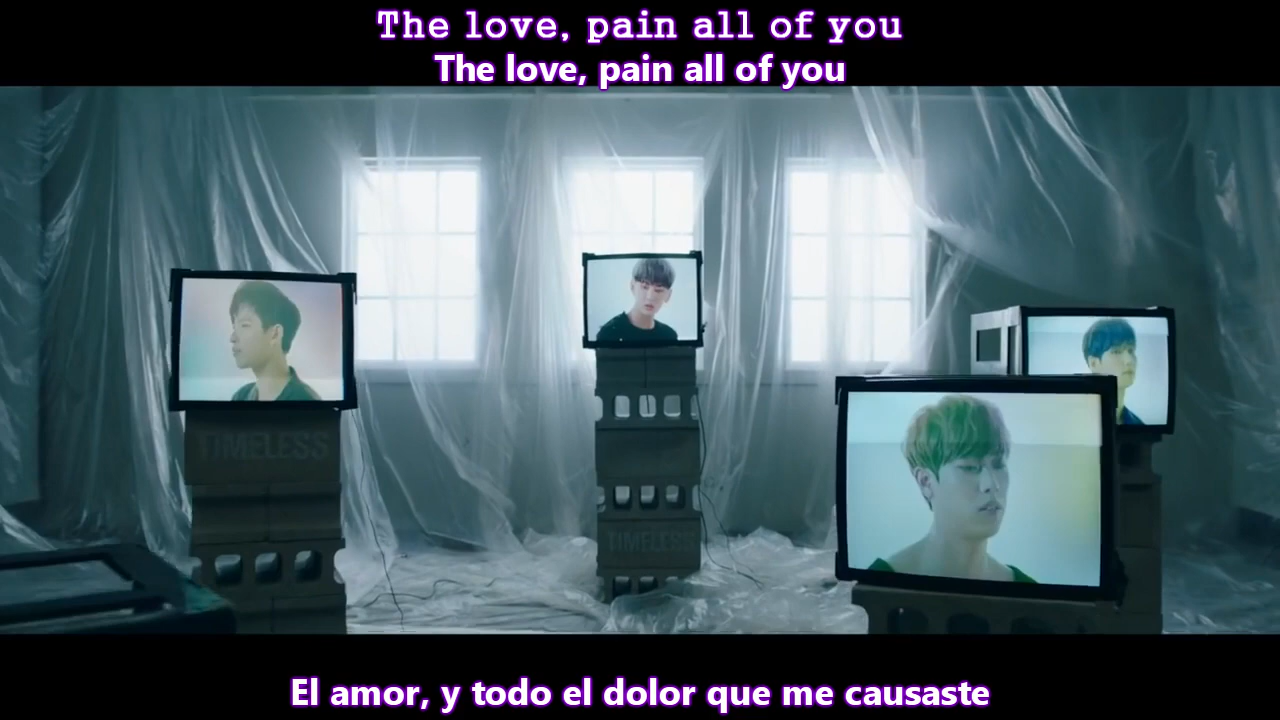 The love, pain all of you
The love, pain all of you
TIMELESS
TIMELESS
El amor, y todo el dolor que me causaste